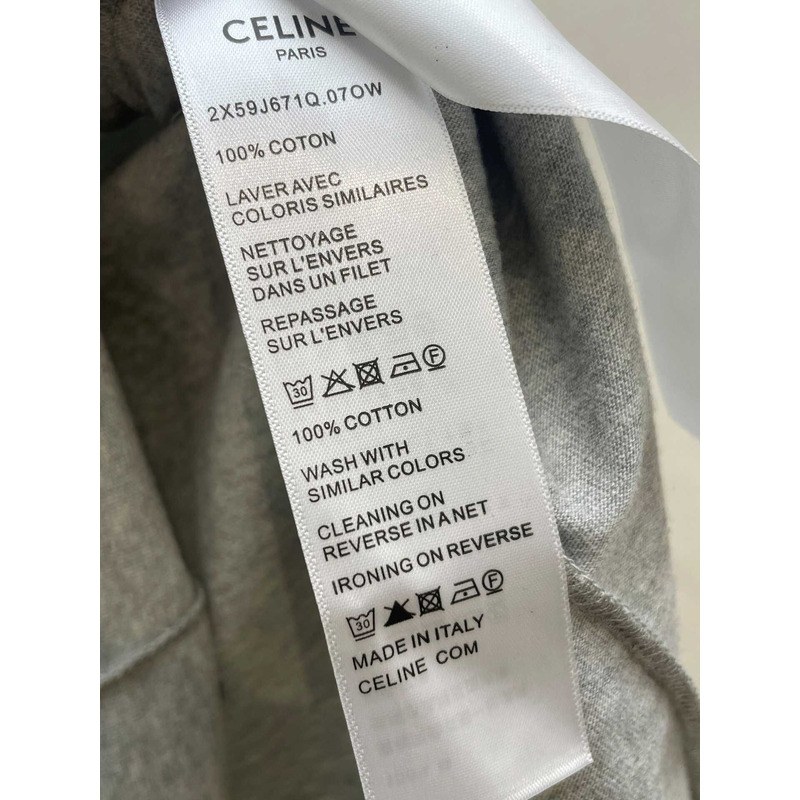 CELINE
PARIS
2X59J671Q.07OW
100% COTON
LAVER AVEC
COLORIS SIMILAIRES
NETTOYAGE
SUR L'ENVERS
DANS UN FILET
REPASSAGE
SUR L'ENVERS
30 F
100% COTTON
WASH WITH
SIMILAR COLORS
CLEANING ON
REVERSE IN A NET
IRONING ON REVERSE
30 F
MADE IN ITALY
CELINE COM